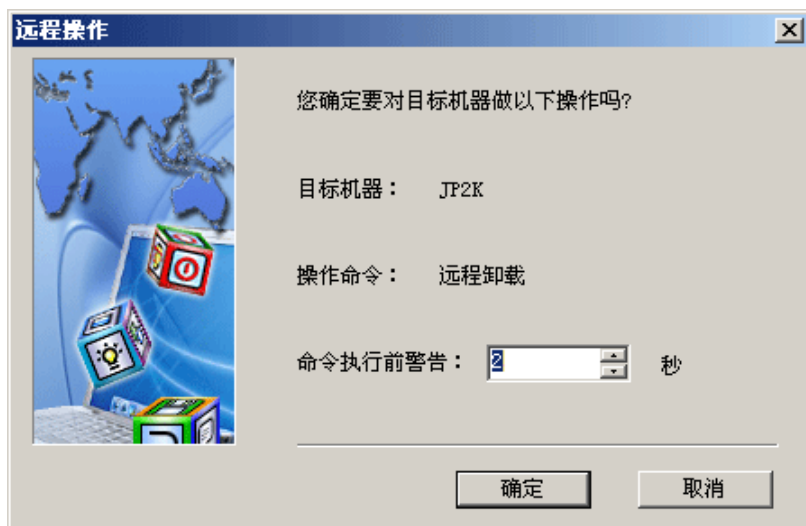 远程操作
您确定要对目标机器做以下操作吗?
目标机器： JP2K
操作命令： 远程卸载
命令执行前警告： 2 秒
确定 取消